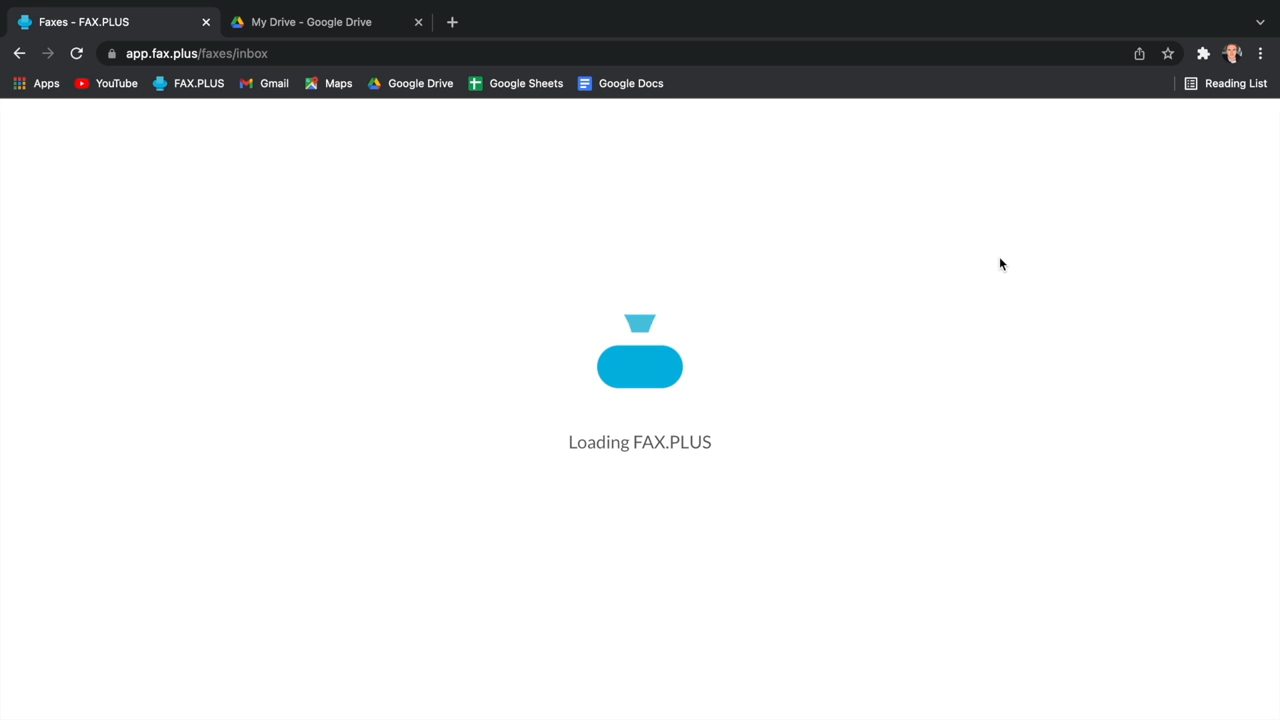 Faxes - FAX.PLUS
My Drive - Google Drive
app.fax.plus/faxes/inbox
Apps
YouTube
FAX.PLUS
Gmail
Maps
Google Drive
Google Sheets
Google Docs
Reading List
Loading FAX.PLUS